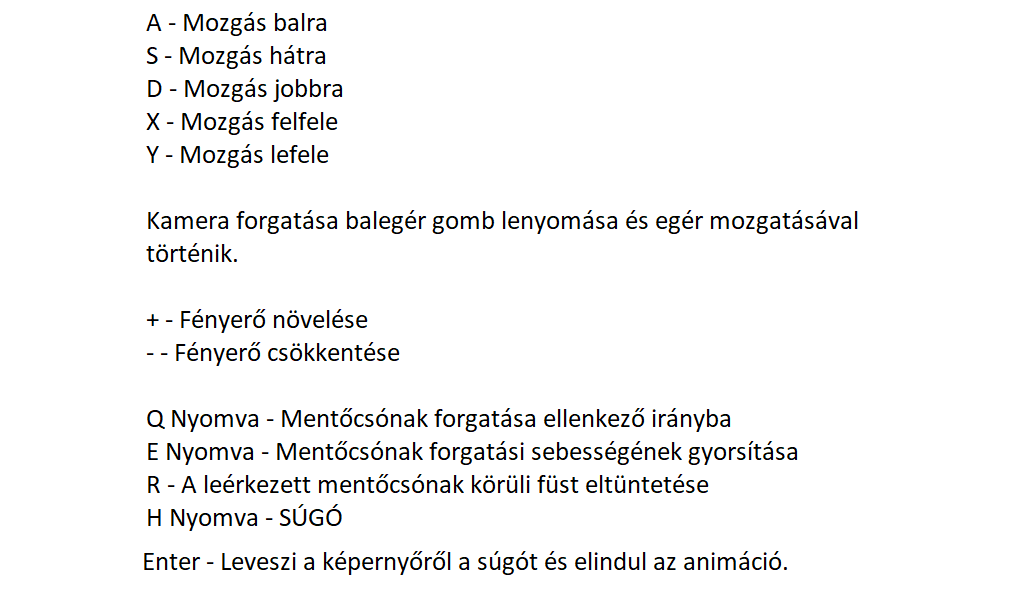 A - Mozgás balra
S - Mozgás hátra
D - Mozgás jobbra
X - Mozgás felfele
Y - Mozgás lefele
Kamera forgatása balegér gomb lenyomása és egér mozgatásával
történik.
+ - Fényerő növelése
- - Fényerő csökkentése
Q Nyomva - Mentőcsónak forgatása ellenkező irányba
E Nyomva - Mentőcsónak forgatási sebességének gyorsítása
R - A leérkezett mentőcsónak körüli füst eltüntetése
H Nyomva - SÚGÓ
Enter - Leveszi a képernyőről a súgót és elindul az animáció.